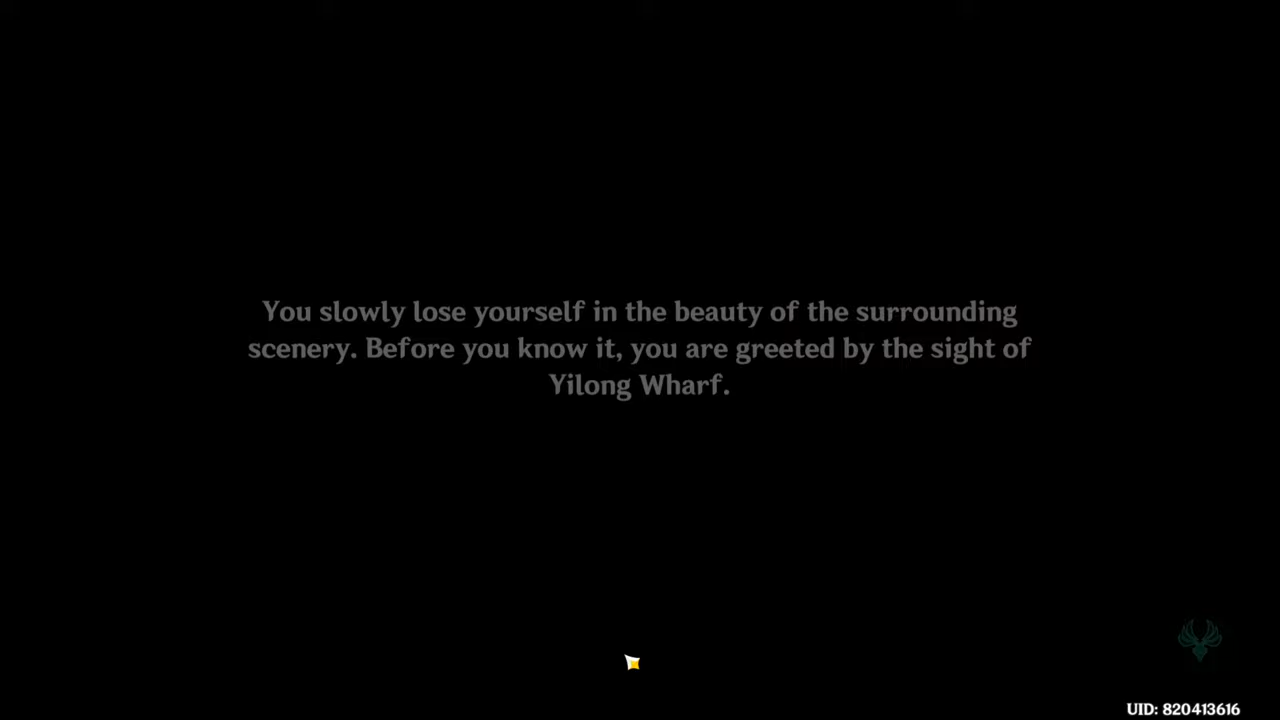 You slowly lose yourself in the beauty of the surrounding
scenery. Before you know it, you are greeted by the sight of
Yilong Wharf.
UID: 820413616